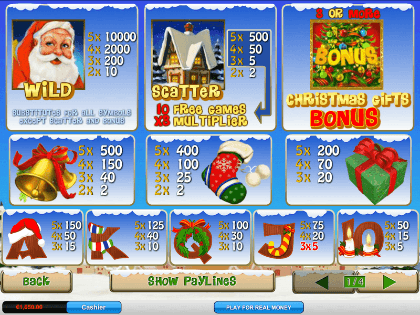 5x 10000
4x 2000
3x 200
2x 10
WILD
SUBSTITUTES FOR ALL SYMBOLS
EXCEPT SCATTER AND BONUS
5x 500
4x 50
3x 5
2x 2
SCATTER
10 FREE GAMES
X3 MULTIPLIER
3 OR MORE
BONUS
CHRISTMAS GIFTS
BONUS
5x 500
4x 150
3x 40
2x 2
5x 400
4x 100
3x 25
2x 2
5x 200
4x 70
3x 20
A
5x 150
4x 50
3x 15
K
5x 125
4x 40
3x 10
Q
5x 100
4x 30
3x 10
J
5x 75
4x 20
3x 5
10
5x 50
4x 15
3x 5
BACK
SHOW PAYLINES
1/4
Cashier
PLAY FOR REAL MONEY